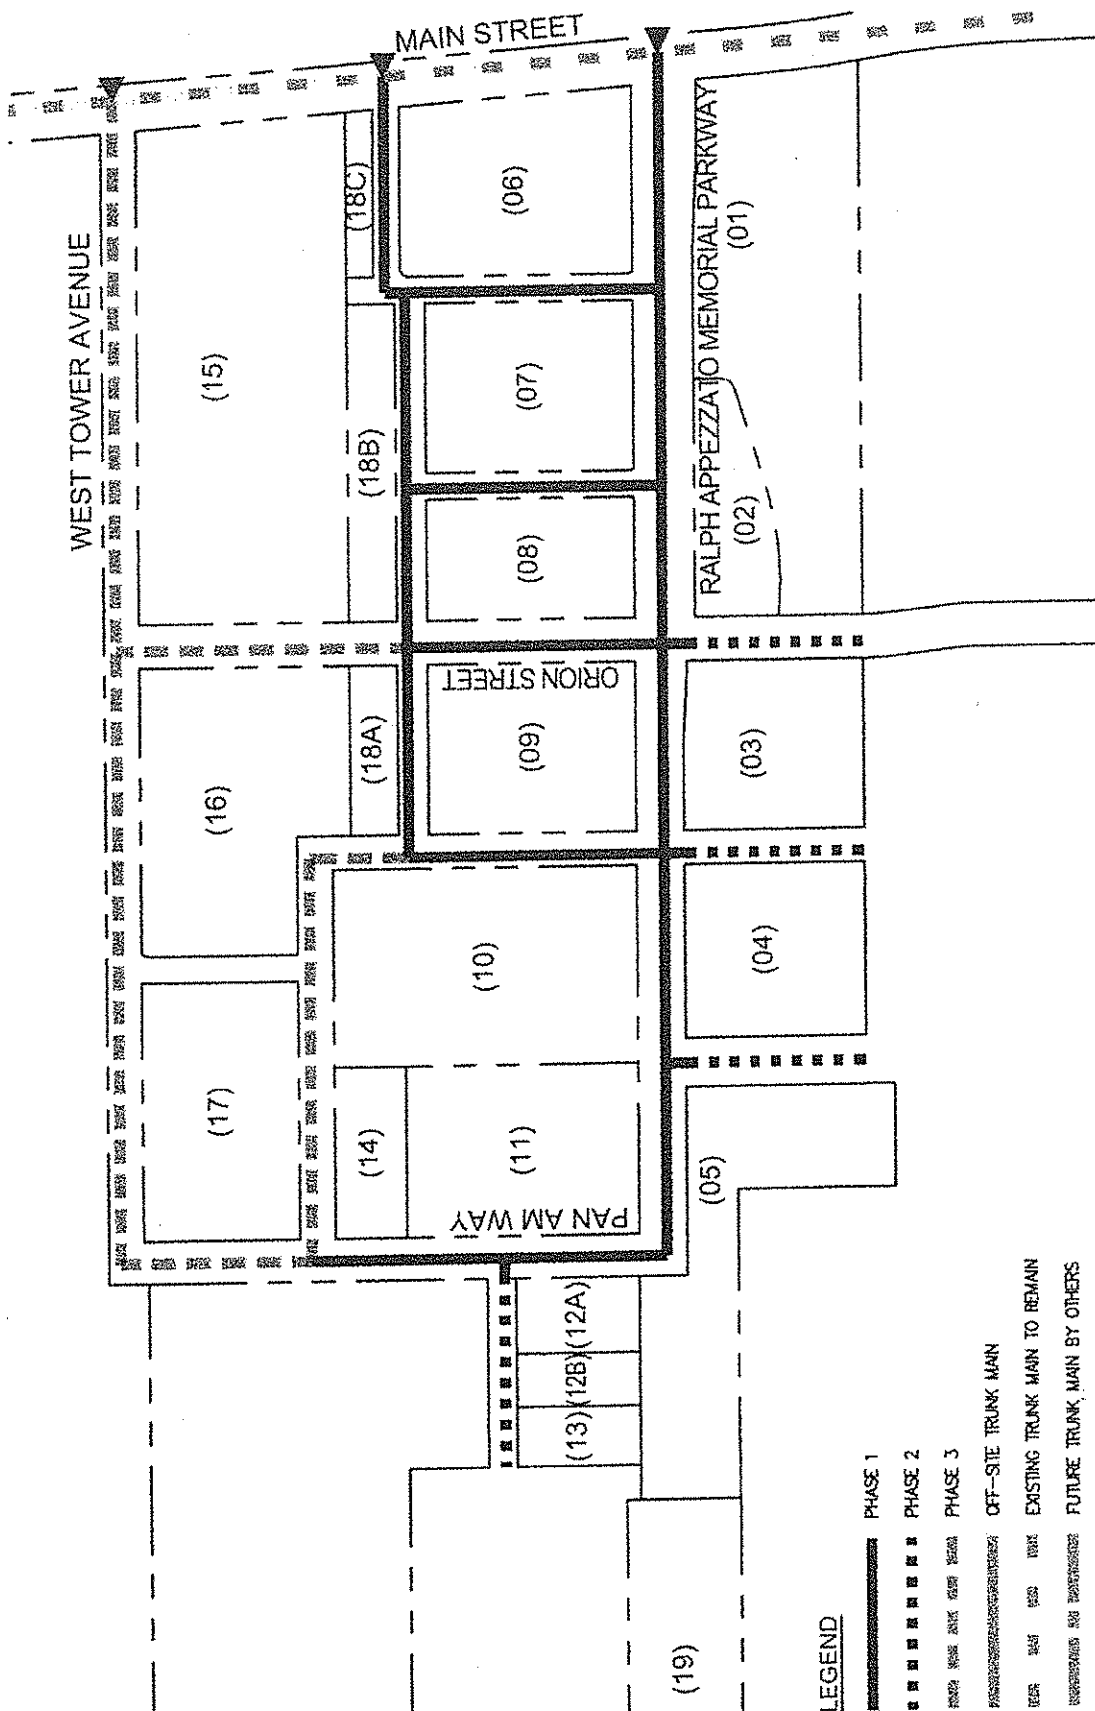 MAIN STREET
WEST TOWER AVENUE
(18C)
(06)
RALPH APPEZZATO MEMORIAL PARKWAY
(01)
(15)
(18B)
(07)
(02)
(08)
ORION STREET
(16)
(18A)
(09)
(03)
(10)
(04)
(17)
(14)
(11)
PAN AM WAY
(05)
(12A)
(12B)
(13)
(19)
LEGEND
PHASE 1
PHASE 2
PHASE 3
OFF-SITE TRUNK MAIN
EXISTING TRUNK MAIN TO REMAIN
FUTURE TRUNK MAIN BY OTHERS